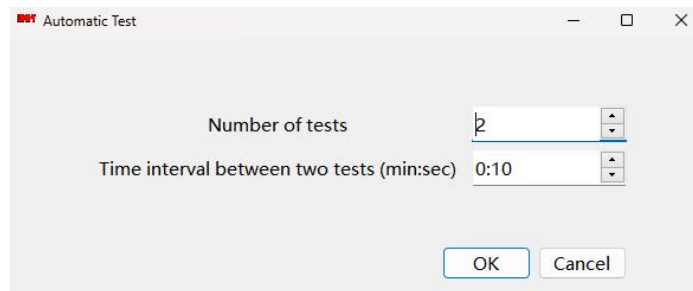 Automatic Test
Number of tests 2
Time interval between two tests (min:sec) 0:10
OK Cancel